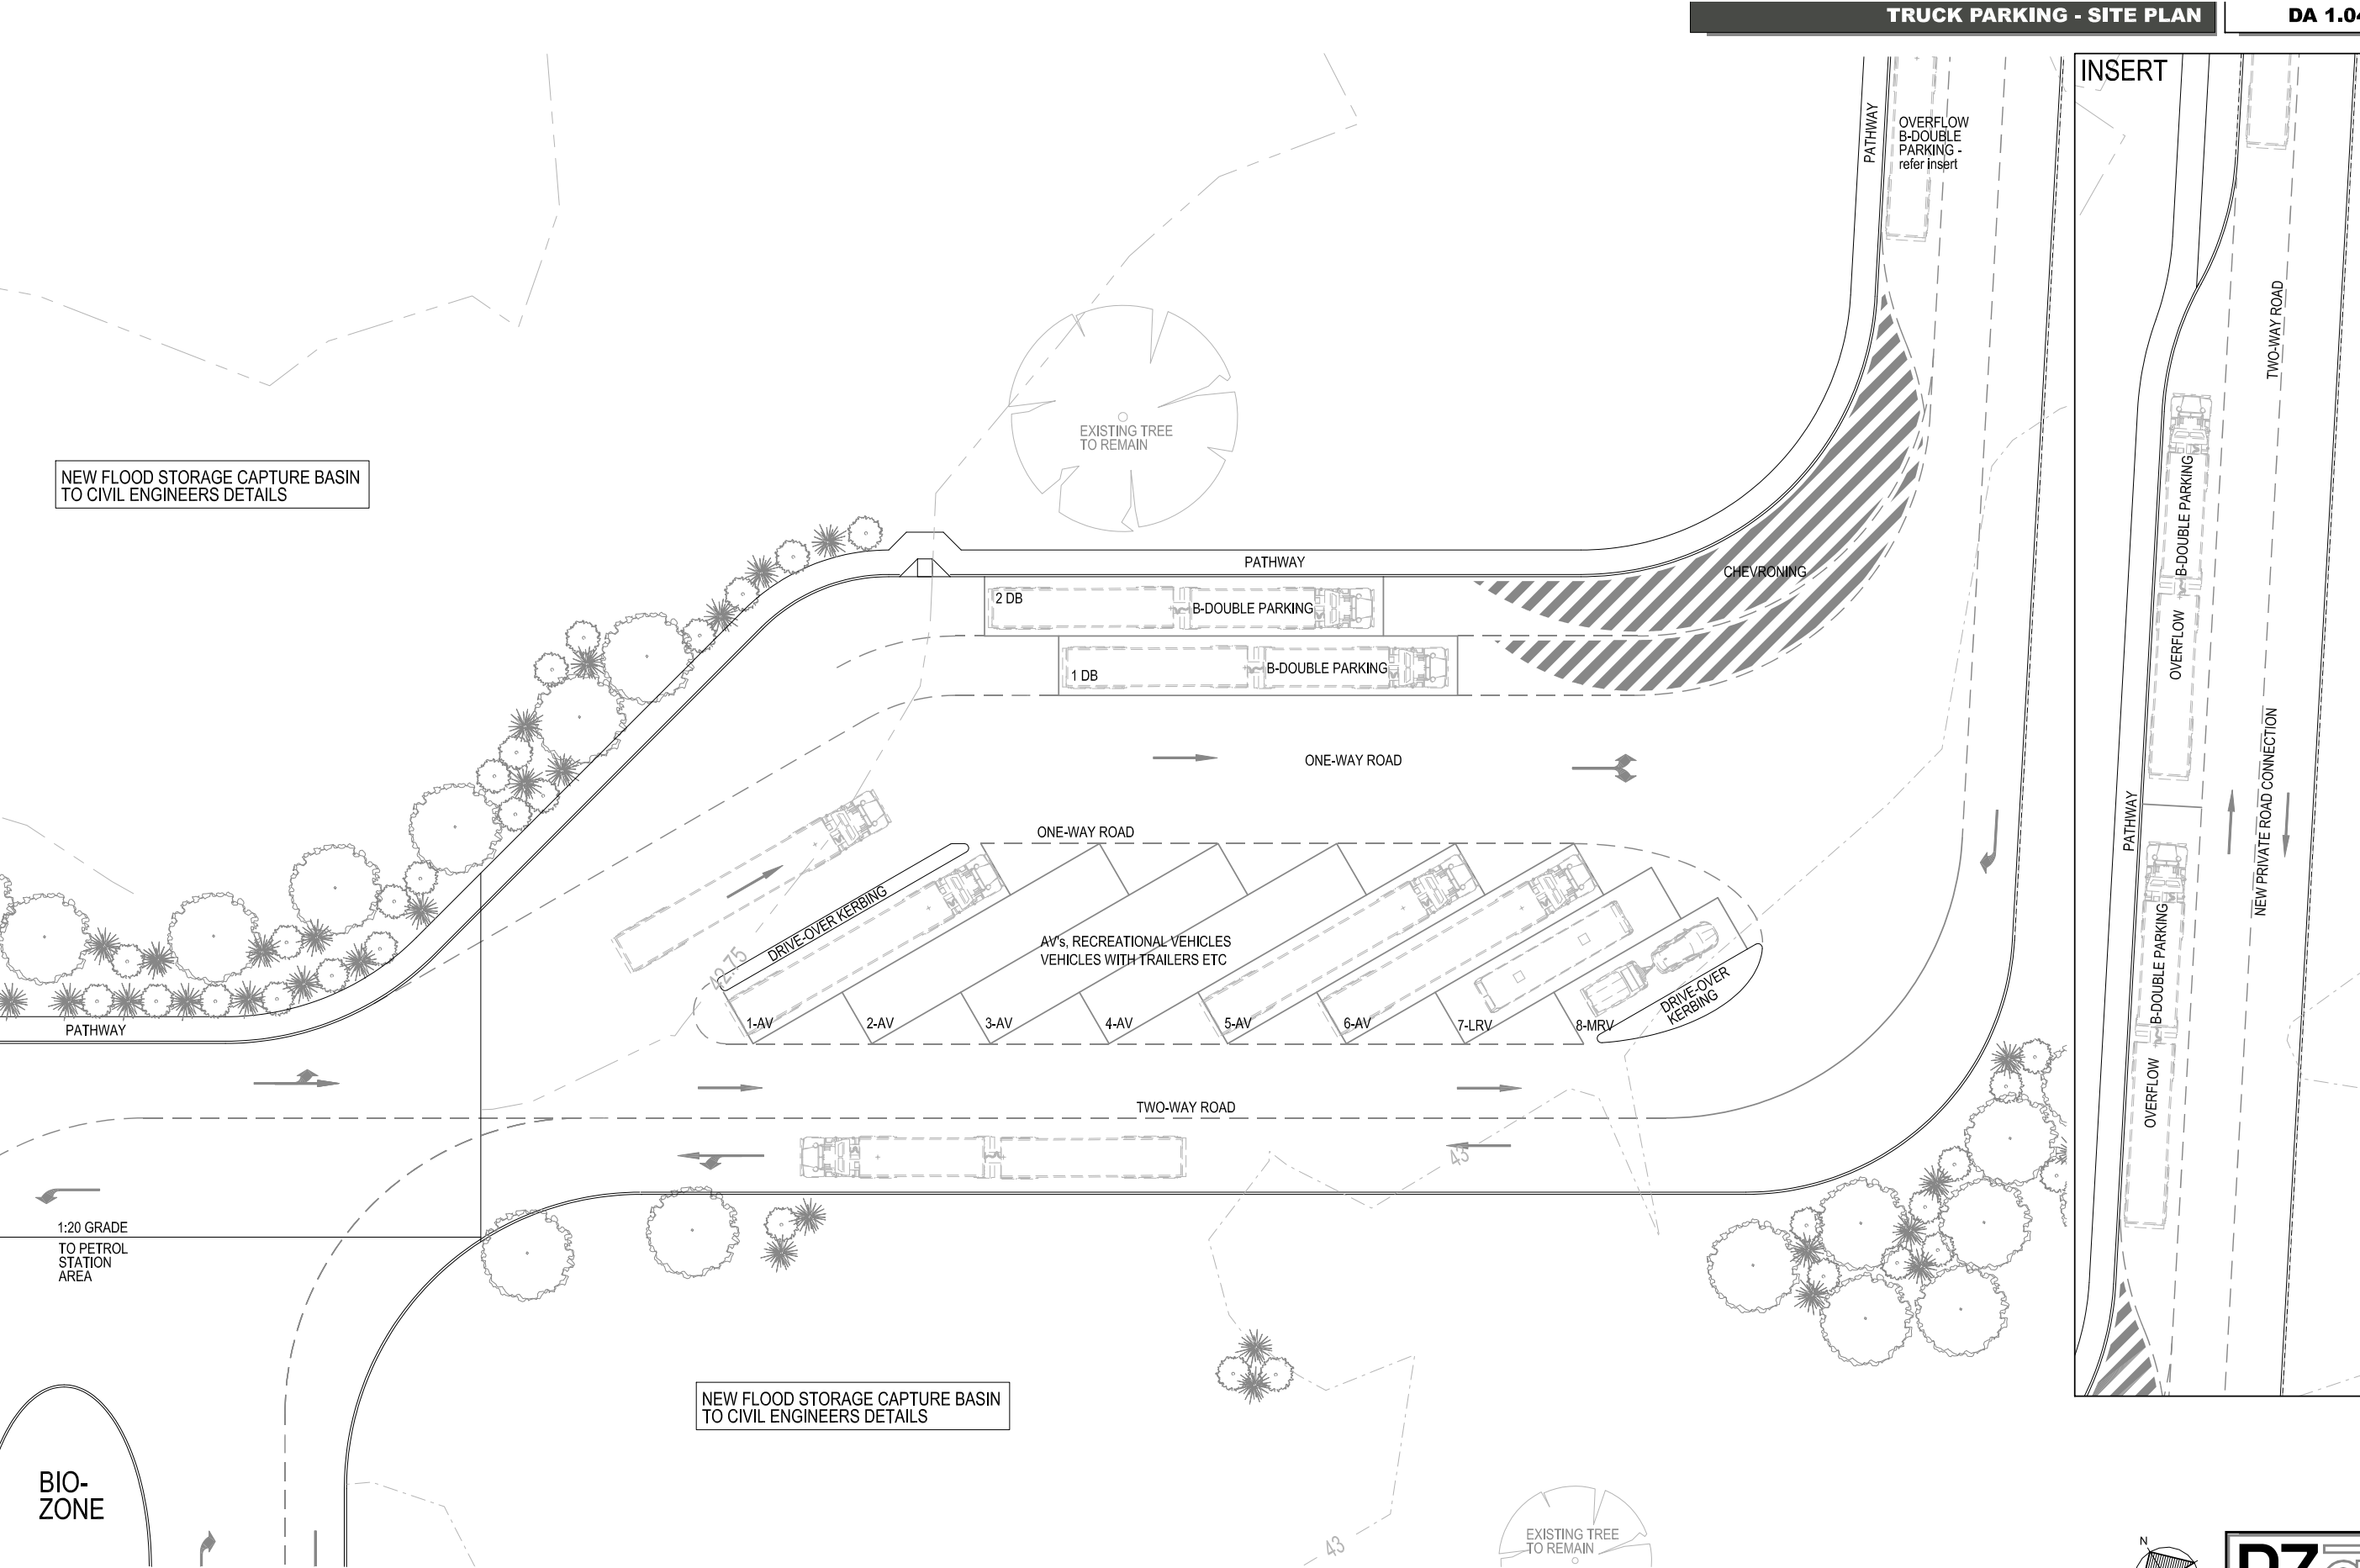 TRUCK PARKING - SITE PLAN
DA 1.04
INSERT
PATHWAY
OVERFLOW
B-DOUBLE
PARKING -
refer insert
TWO-WAY ROAD
EXISTING TREE
TO REMAIN
NEW FLOOD STORAGE CAPTURE BASIN
TO CIVIL ENGINEERS DETAILS
B-DOUBLE PARKING
OVERFLOW
PATHWAY
CHEVRONING
2 DB
B-DOUBLE PARKING
1 DB
B-DOUBLE PARKING
NEW PRIVATE ROAD CONNECTION
ONE-WAY ROAD
PATHWAY
ONE-WAY ROAD
DRIVE-OVER KERBING
42.75
AV's, RECREATIONAL VEHICLES
VEHICLES WITH TRAILERS ETC
B-DOUBLE PARKING
OVERFLOW
DRIVE-OVER
KERBING
1-AV
2-AV
3-AV
4-AV
5-AV
6-AV
7-LRV
8-MRV
PATHWAY
TWO-WAY ROAD
43
1:20 GRADE
TO PETROL
STATION
AREA
NEW FLOOD STORAGE CAPTURE BASIN
TO CIVIL ENGINEERS DETAILS
BIO-
ZONE
43
EXISTING TREE
TO REMAIN
N